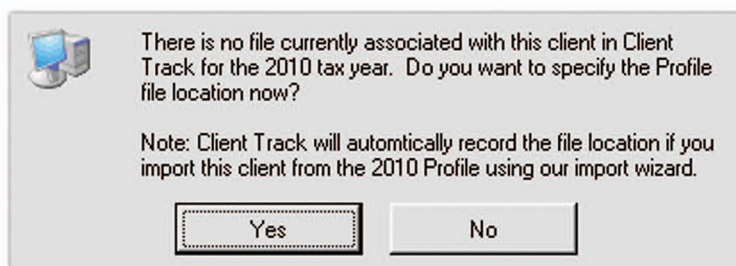 There is no file currently associated with this client in Client
Track for the 2010 tax year.  Do you want to specify the Profile
file location now?
Note: Client Track will automtically record the file location if you
import this client from the 2010 Profile using our import wizard.
Yes
No